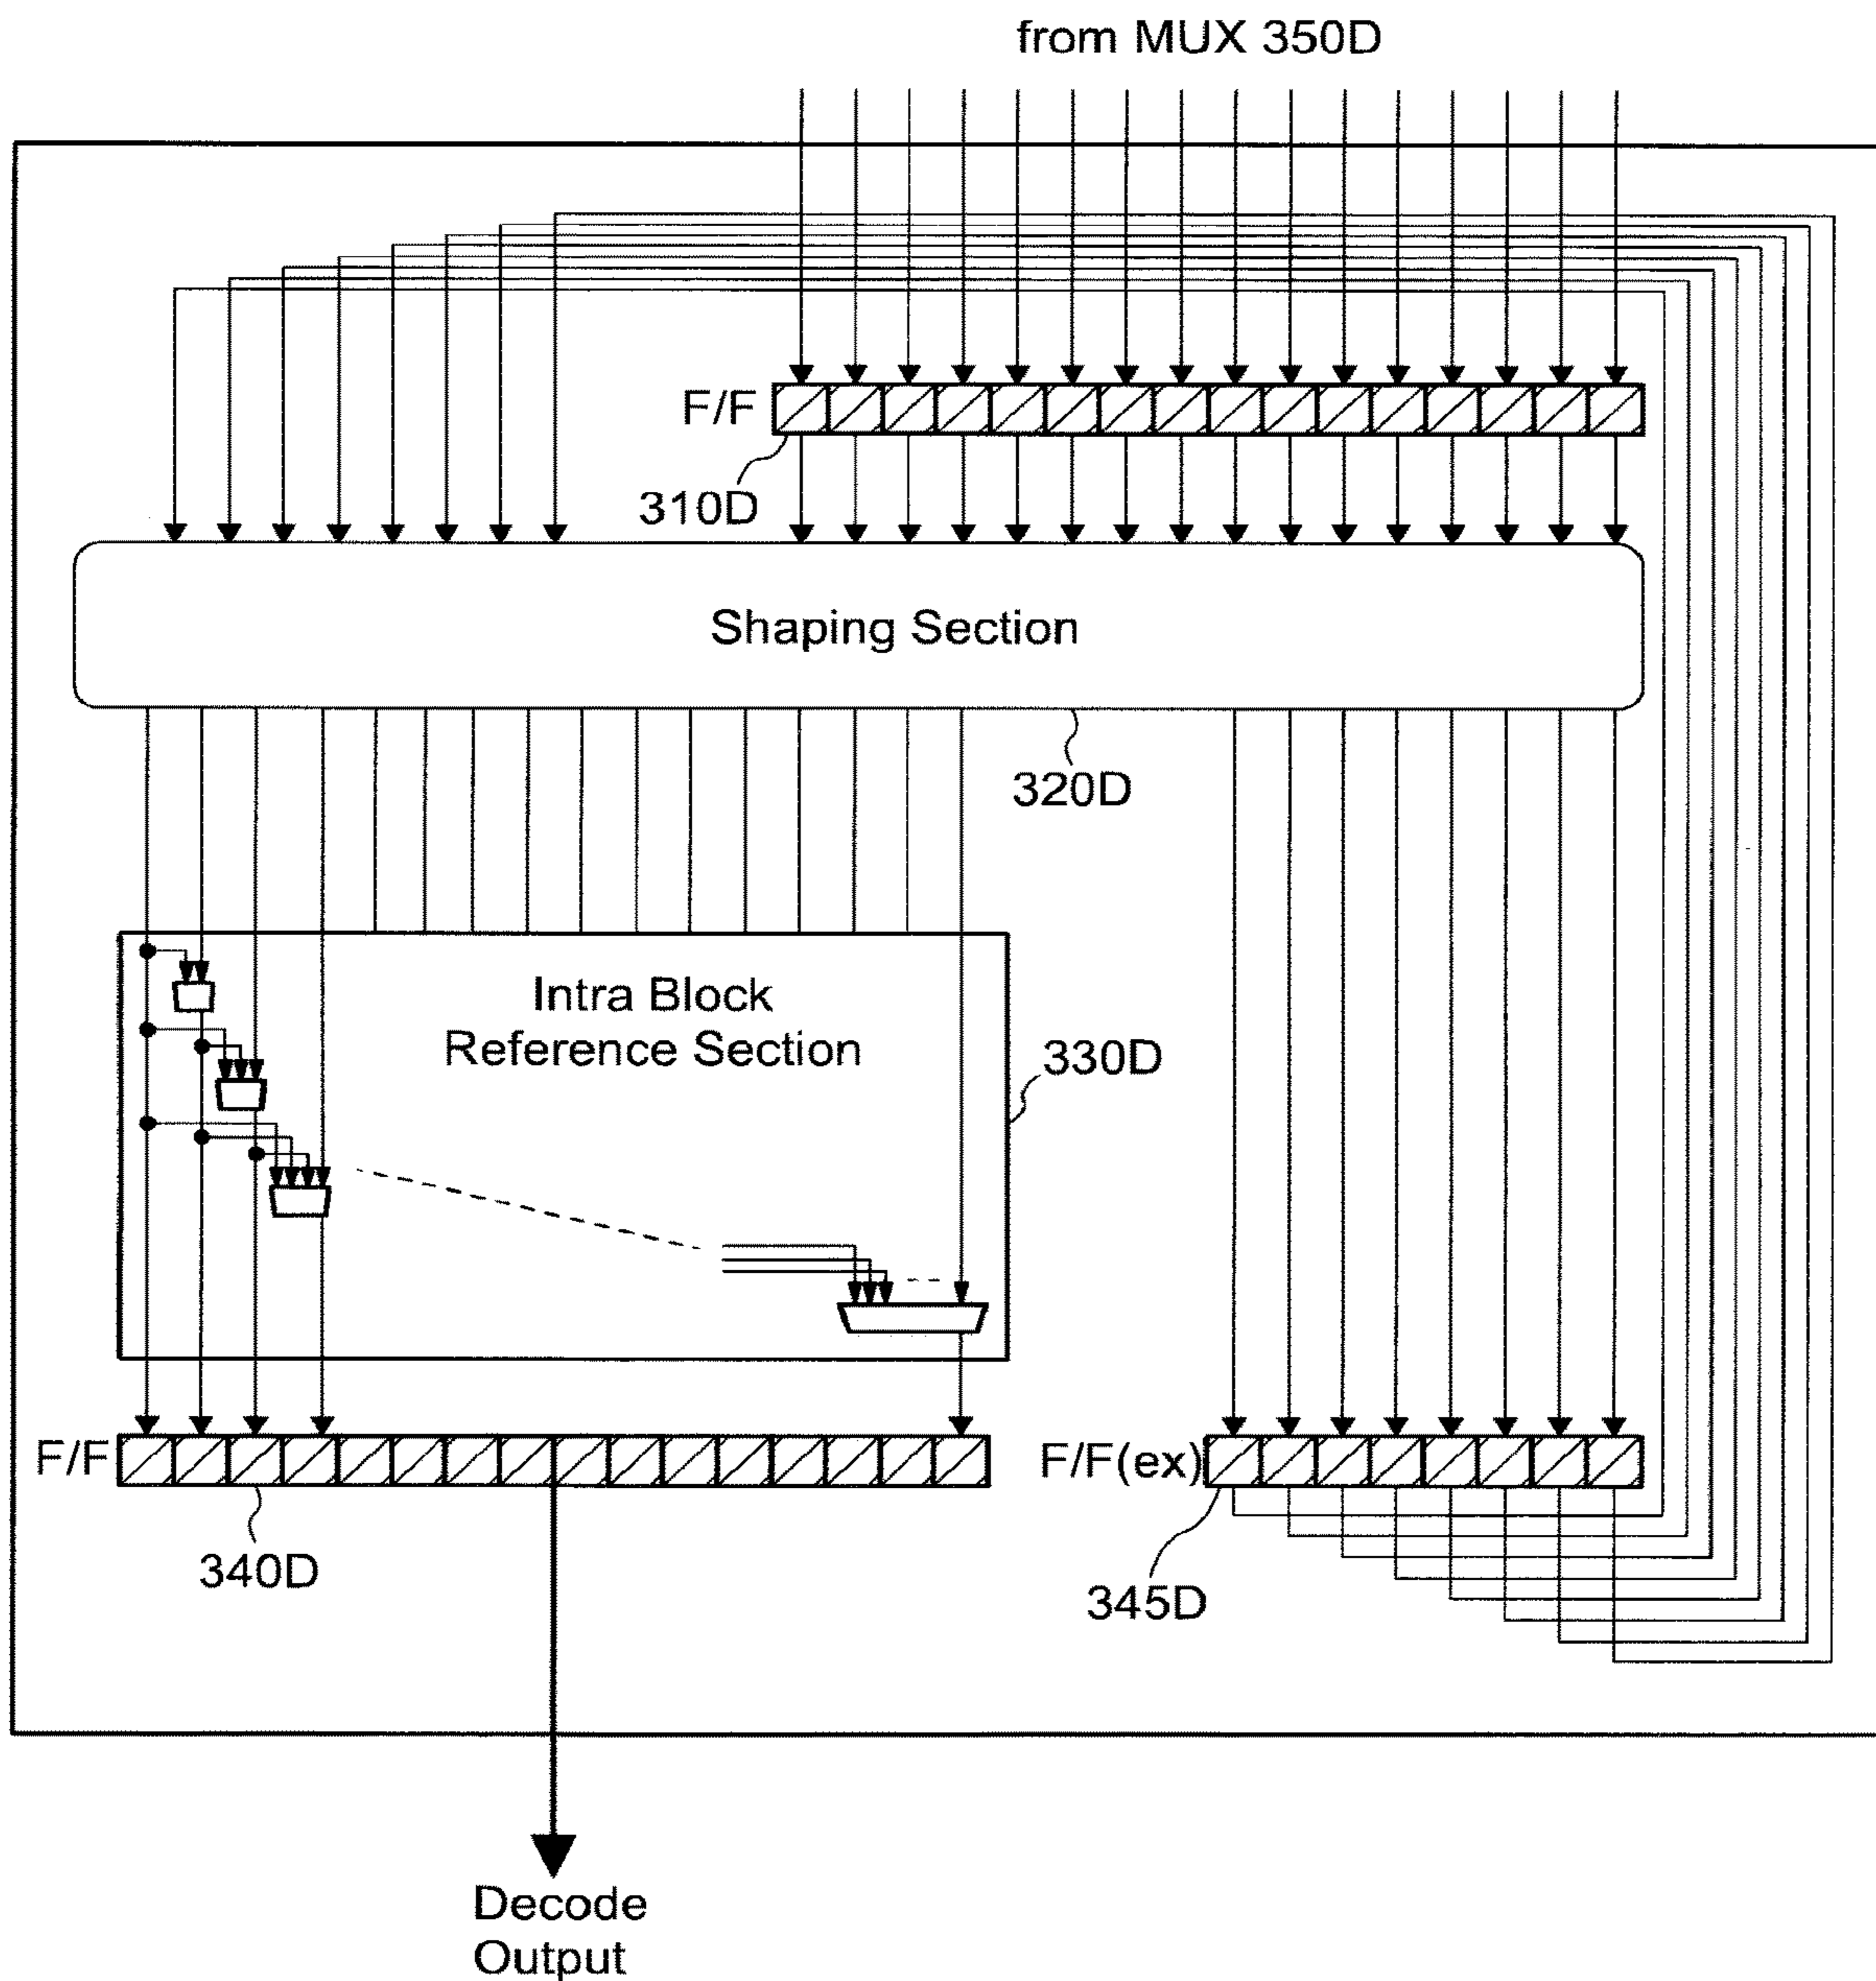 from MUX 350D
F/F
310D
Shaping Section
320D
Intra Block
Reference Section
330D
F/F
F/F(ex)
340D
345D
Decode
Output